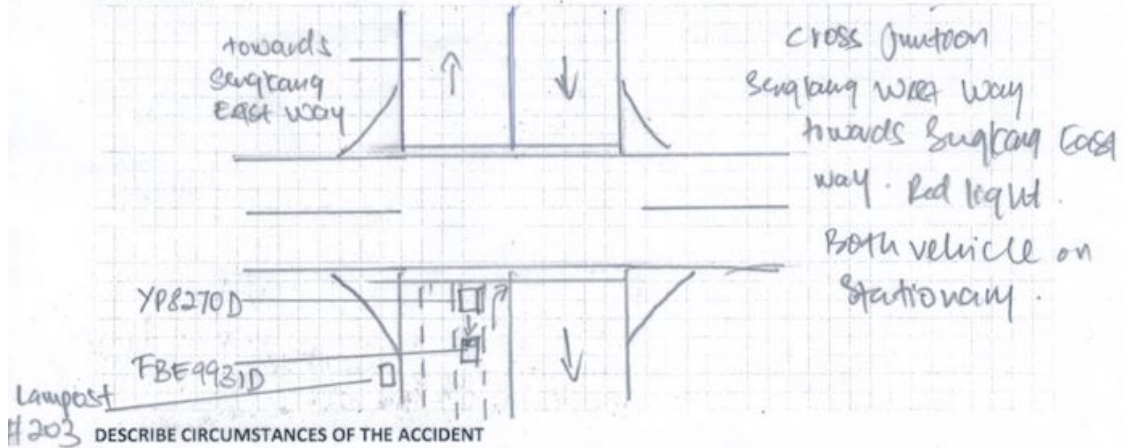 towards
Sengkang
East way
cross junction
Sengkang West Way
towards Sengkang East
way. Red light.
Both vehicle on
Stationary.
YP8270D
FBE9931D
Lampost
#203
DESCRIBE CIRCUMSTANCES OF THE ACCIDENT